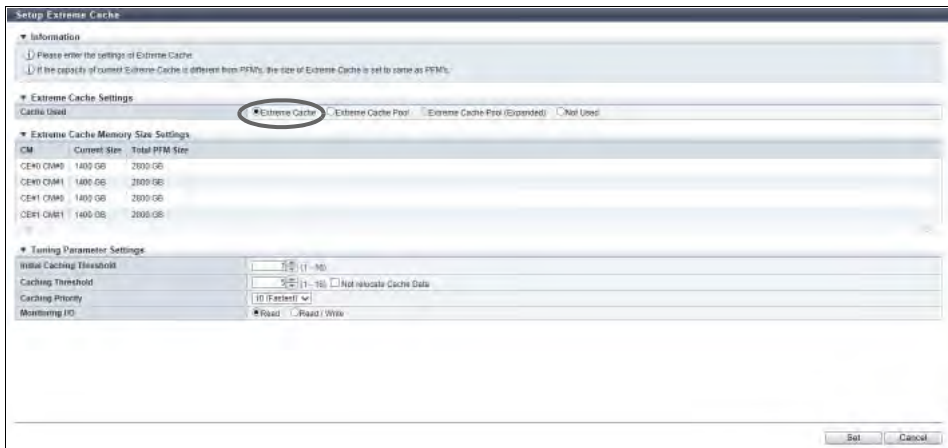 Setup Extreme Cache
▼ Information
Please enter the settings of Extreme Cache.
If the capacity of current Extreme Cache is different from PFM's, the size of Extreme Cache is set to same as PFM's.
▼ Extreme Cache Settings
Cache Used Extreme Cache Extreme Cache Pool Extreme Cache Pool (Expanded) Not Used
▼ Extreme Cache Memory Size Settings
CM Current Size Total PFM Size
CE#0 CM#0 1400 GB 2800 GB
CE#0 CM#1 1400 GB 2800 GB
CE#1 CM#0 1400 GB 2800 GB
CE#1 CM#1 1400 GB 2800 GB
▼ Tuning Parameter Settings
Initial Caching Threshold (1 - 16)
Caching Threshold (1 - 16) Not relocate Cache Data
Caching Priority 10 (Fastest)
Monitoring I/O Read Read / Write
Set Cancel